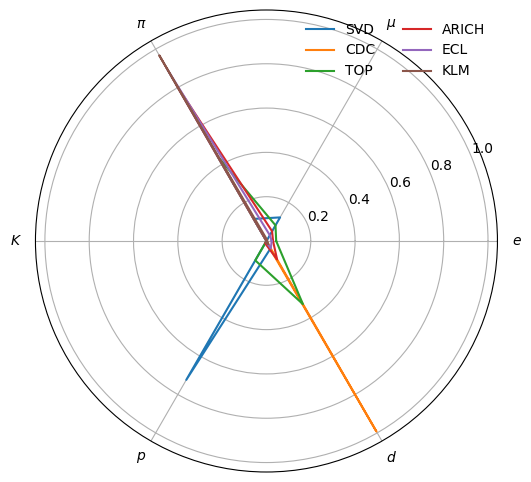 π
μ
SVD ARICH
CDC ECL
TOP KLM
1.0
0.8
0.6
0.4
0.2
K
e
p
d